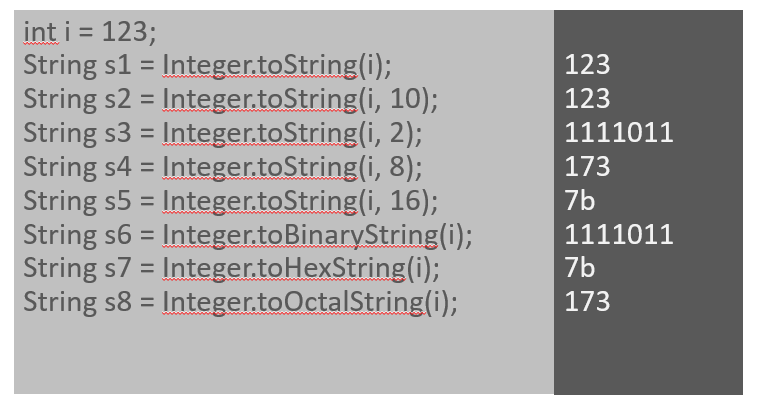 int i = 123;
String s1 = Integer.toString(i); 123
String s2 = Integer.toString(i, 10); 123
String s3 = Integer.toString(i, 2); 1111011
String s4 = Integer.toString(i, 8); 173
String s5 = Integer.toString(i, 16); 7b
String s6 = Integer.toBinaryString(i); 1111011
String s7 = Integer.toHexString(i); 7b
String s8 = Integer.toOctalString(i); 173